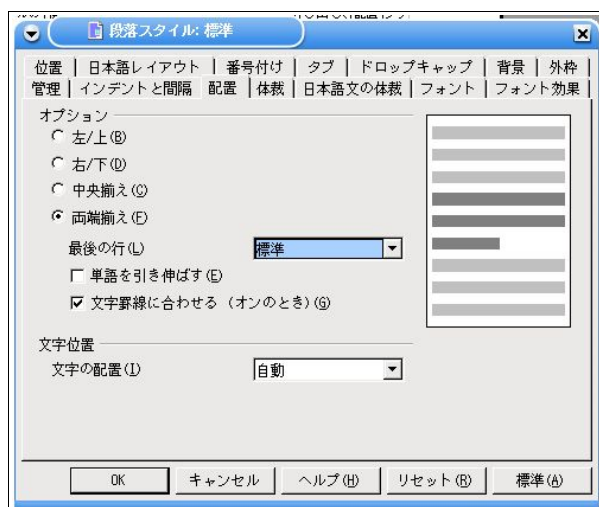 段落スタイル: 標準
位置 日本語レイアウト 番号付け タブ ドロップキャップ 背景 外枠
管理 インデントと間隔 配置 体裁 日本語文の体裁 フォント フォント効果
オプション
左/上(B)
右/下(D)
中央揃え(C)
両端揃え(F)
最後の行(L) 標準
単語を引き伸ばす(E)
文字罫線に合わせる (オンのとき)(G)
文字位置
文字の配置(I) 自動
OK キャンセル ヘルプ(H) リセット(R) 標準(A)